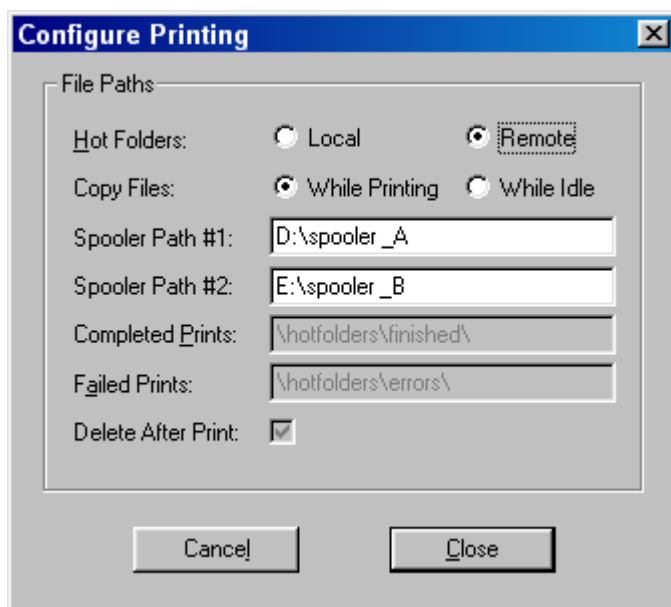 Configure Printing
File Paths
Hot Folders: Local Remote
Copy Files: While Printing While Idle
Spooler Path #1: D:\spooler _A
Spooler Path #2: E:\spooler _B
Completed Prints: \hotfolders\finished\
Failed Prints: \hotfolders\errors\
Delete After Print:
Cancel Close